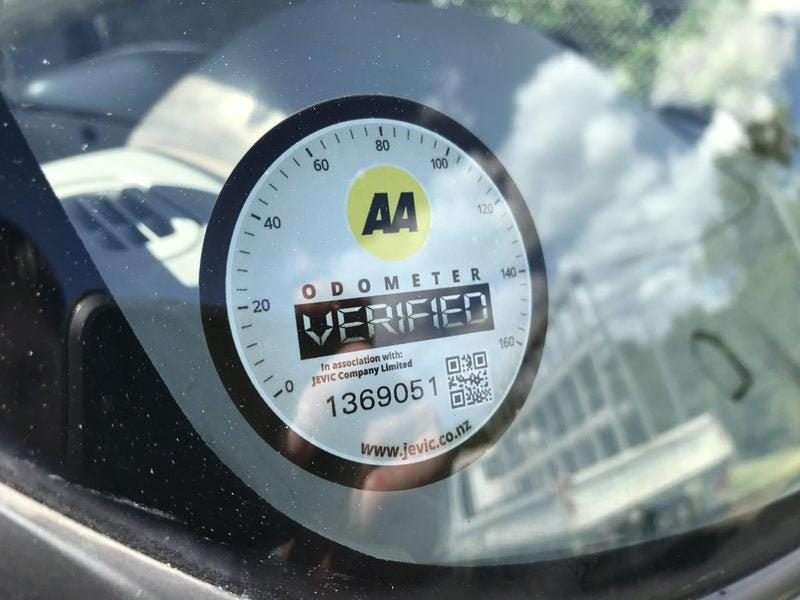 80
60
100
AA
40
120
ODOMETER
140
20
VERIFIED
160
In association with:
JEVIC Company Limited
0
1369051
www.jevic.co.nz